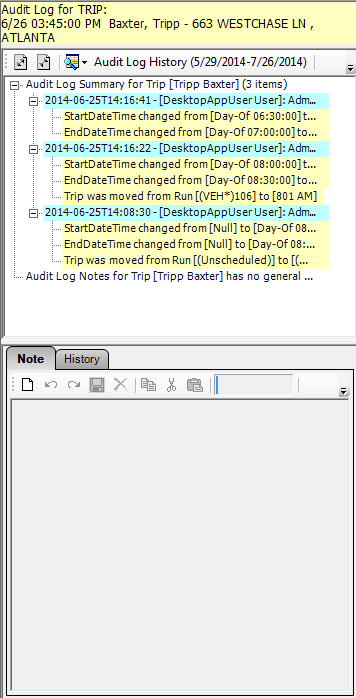 Audit Log for TRIP:
6/26 03:45:00 PM  Baxter, Tripp - 663 WESTCHASE LN ,
ATLANTA
Audit Log History (5/29/2014-7/26/2014)
Audit Log Summary for Trip [Tripp Baxter] (3 items)
2014-06-25T14:16:41 - [DesktopAppUser User]: Adm...
StartDateTime changed from [Day-Of 06:30:00] t...
EndDateTime changed from [Day-Of 07:00:00] to...
2014-06-25T14:16:22 - [DesktopAppUser User]: Adm...
StartDateTime changed from [Day-Of 08:00:00] t...
EndDateTime changed from [Day-Of 08:30:00] to...
Trip was moved from Run [(VEH*)106] to [801 AM]
2014-06-25T14:08:30 - [DesktopAppUser User]: Adm...
StartDateTime changed from [Null] to [Day-Of 08...
EndDateTime changed from [Null] to [Day-Of 08:...
Trip was moved from Run [(Unscheduled)] to [(...
Audit Log Notes for Trip [Tripp Baxter] has no general ...
Note History